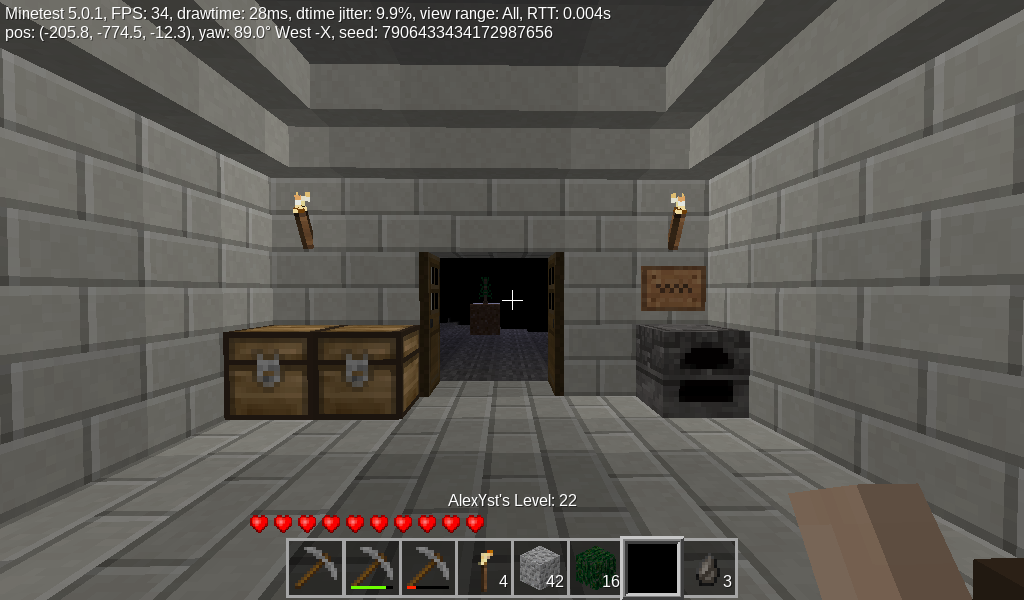 Minetest 5.0.1, FPS: 34, drawtime: 28ms, dtime jitter: 9.9%, view range: All, RTT: 0.004s
pos: (-205.8, -774.5, -12.3), yaw: 89.0° West -X, seed: 7906433434172987656
AlexYst's Level: 22
4
42
16
3